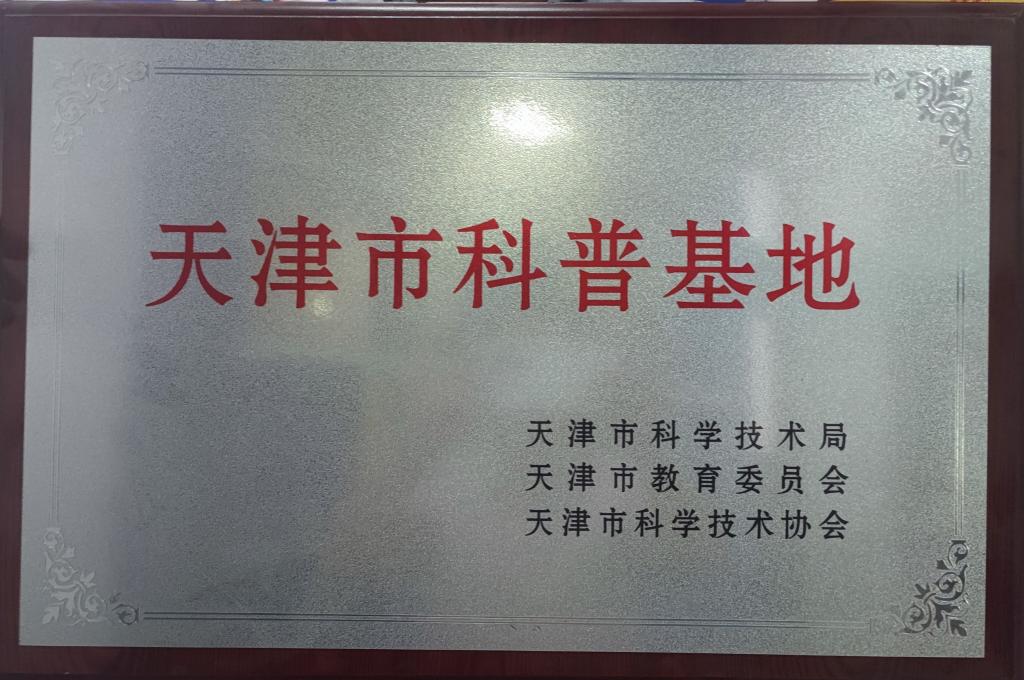 天津市科普基地
天津市科学技术局
天津市教育委员会
天津市科学技术协会